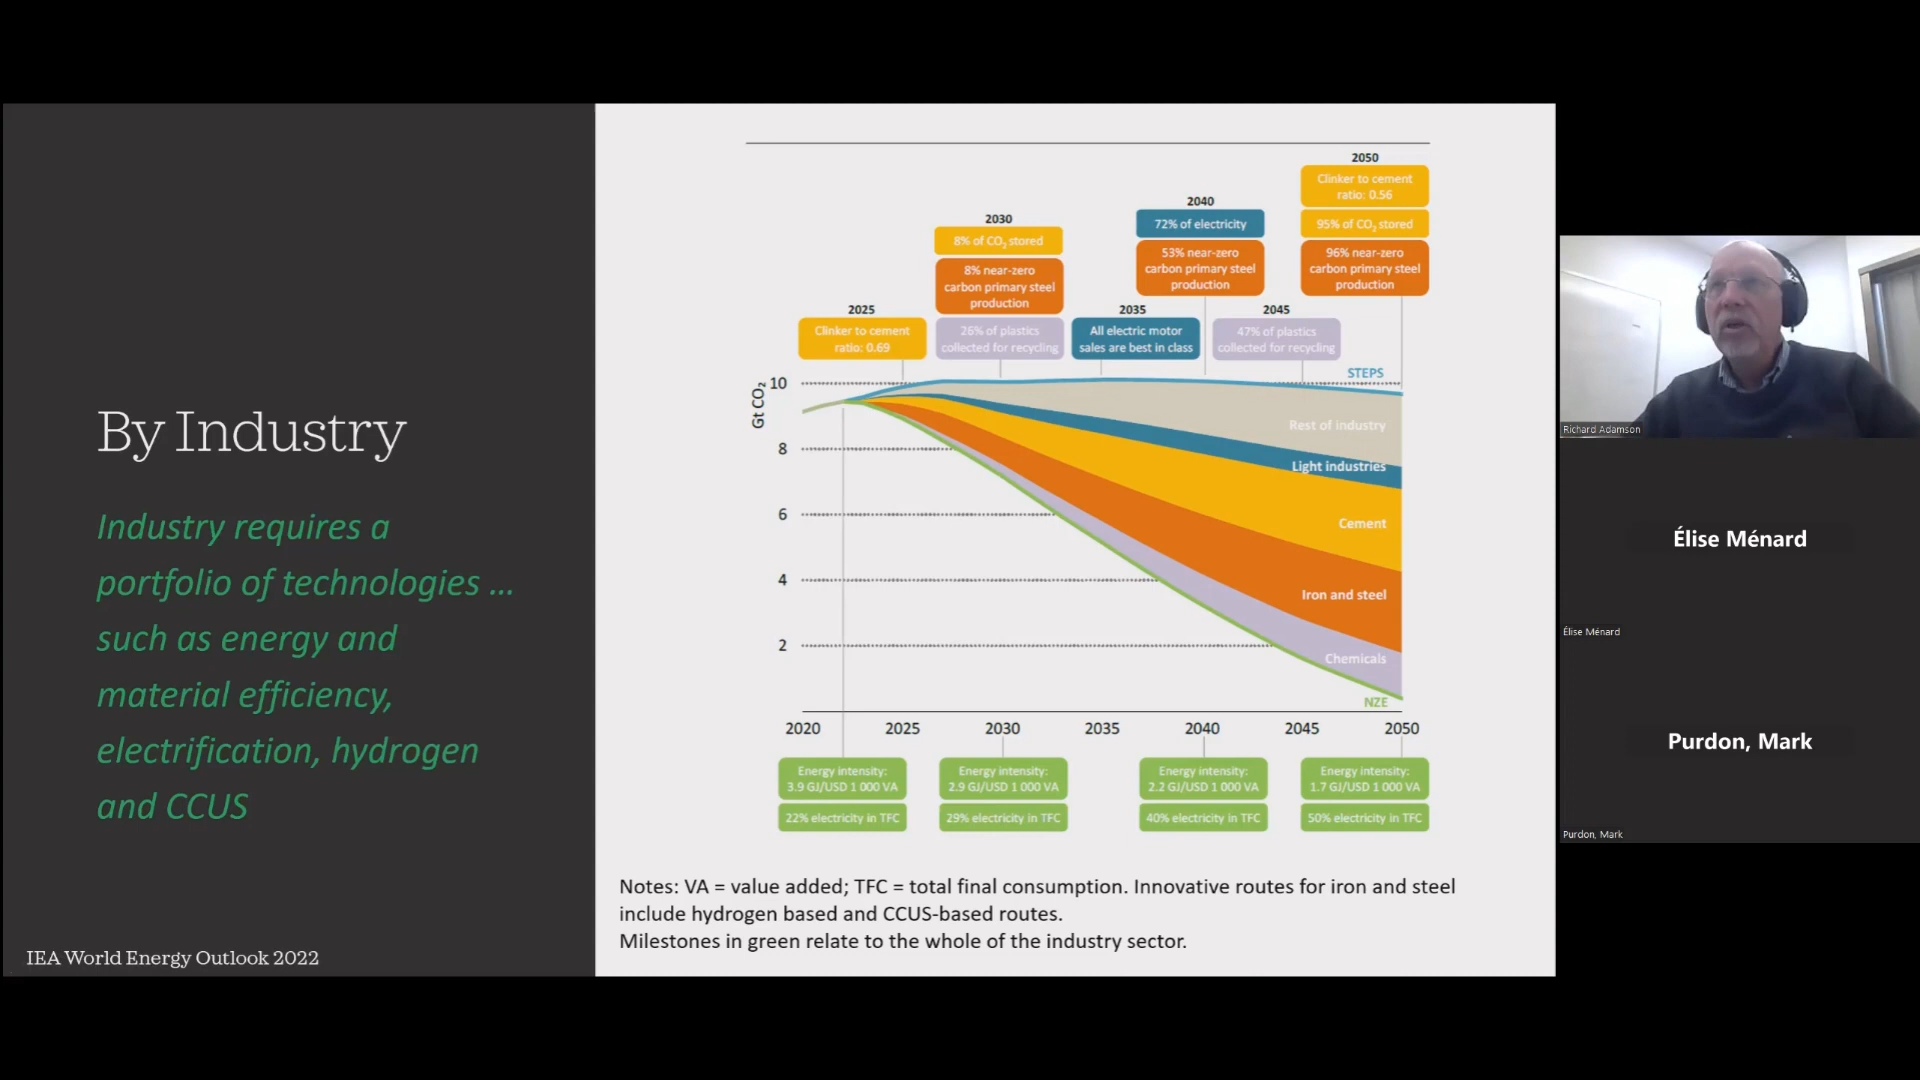 By Industry
Industry requires a
portfolio of technologies ...
such as energy and
material efficiency,
electrification, hydrogen
and CCUS
IEA World Energy Outlook 2022
2050
Clinker to cement
ratio: 0.56
95% of CO₂ stored
96% near-zero
carbon primary steel
production
2040
72% of electricity
53% near-zero
carbon primary steel
production
2030
8% of CO₂ stored
8% near-zero
carbon primary steel
production
26% of plastics
collected for recycling
2025
Clinker to cement
ratio: 0.69
2035
All electric motor
sales are best in class
2045
47% of plastics
collected for recycling
Gt CO₂
10
8
6
4
2
STEPS
Rest of industry
Light industries
Cement
Iron and steel
Chemicals
NZE
2020 2025 2030 2035 2040 2045 2050
Energy intensity:
3.9 GJ/USD 1 000 VA
22% electricity in TFC
Energy intensity:
2.9 GJ/USD 1 000 VA
29% electricity in TFC
Energy intensity:
2.2 GJ/USD 1 000 VA
40% electricity in TFC
Energy intensity:
1.7 GJ/USD 1 000 VA
50% electricity in TFC
Notes: VA = value added; TFC = total final consumption. Innovative routes for iron and steel
include hydrogen based and CCUS-based routes.
Milestones in green relate to the whole of the industry sector.
Richard Adamson
Élise Ménard
Élise Ménard
Purdon, Mark
Purdon, Mark